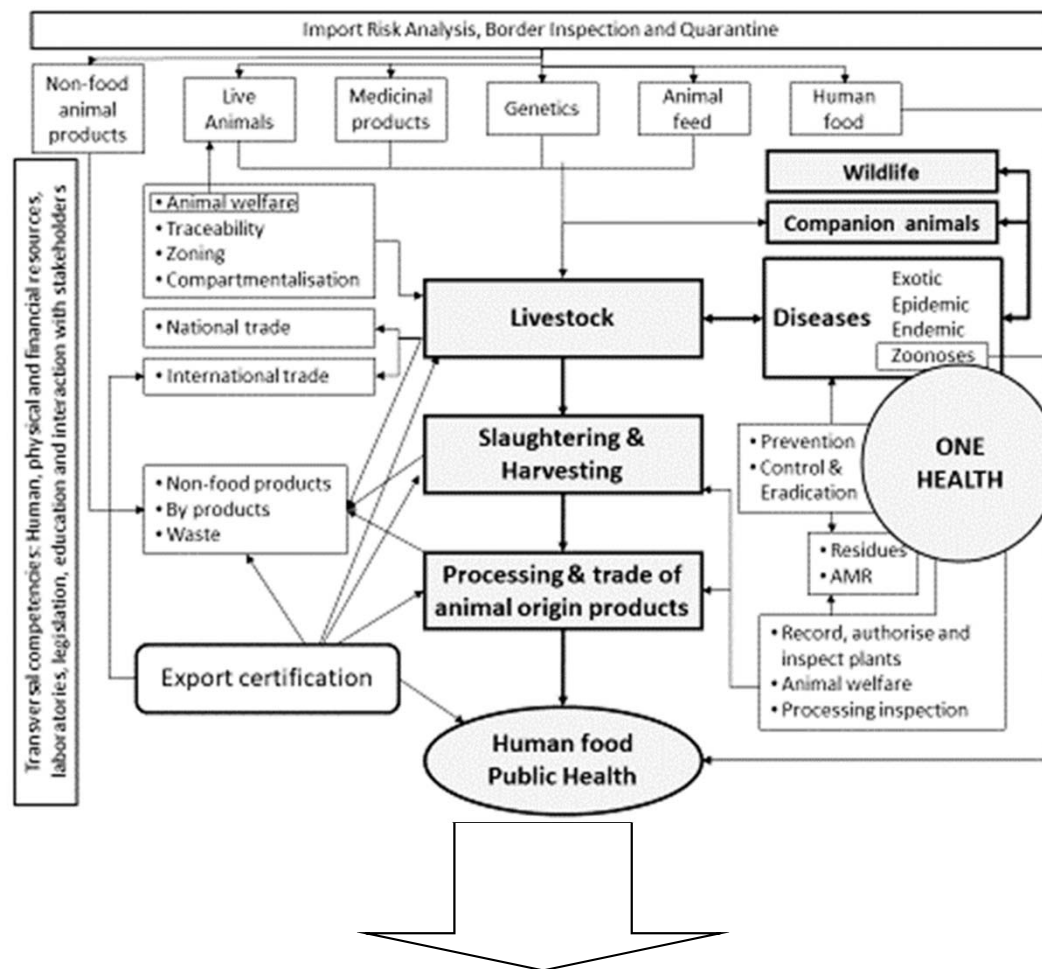 Import Risk Analysis, Border Inspection and Quarantine
Non-food
animal
products
Live
Animals
Medicinal
products
Genetics
Animal
feed
Human
food
Transversal competencies: Human, physical and financial resources,
laboratories, legislation, education and interaction with stakeholders
Wildlife
Companion animals
• Animal welfare
• Traceability
• Zoning
• Compartmentalisation
Livestock
Diseases
Exotic
Epidemic
Endemic
Zoonoses
• National trade
• International trade
Slaughtering &
Harvesting
• Prevention
• Control &
Eradication
ONE
HEALTH
• Non-food products
• By products
• Waste
• Residues
• AMR
Processing & trade of
animal origin products
• Record, authorise and
inspect plants
• Animal welfare
• Processing inspection
Export certification
Human food
Public Health